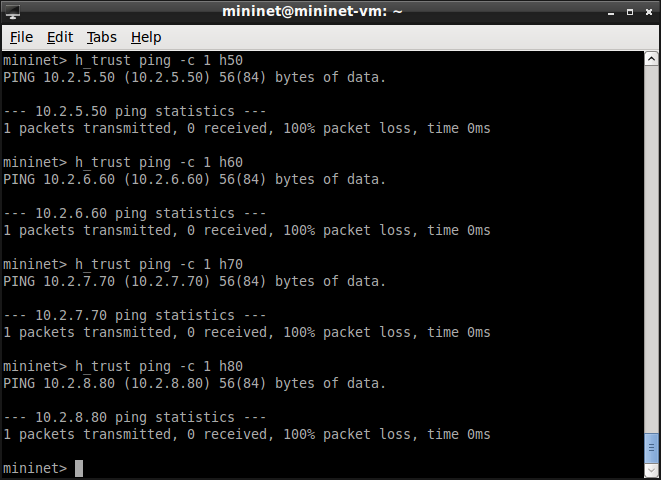 mininet@mininet-vm: ~
File Edit Tabs Help
mininet> h_trust ping -c 1 h50
PING 10.2.5.50 (10.2.5.50) 56(84) bytes of data.
--- 10.2.5.50 ping statistics ---
1 packets transmitted, 0 received, 100% packet loss, time 0ms
mininet> h_trust ping -c 1 h60
PING 10.2.6.60 (10.2.6.60) 56(84) bytes of data.
--- 10.2.6.60 ping statistics ---
1 packets transmitted, 0 received, 100% packet loss, time 0ms
mininet> h_trust ping -c 1 h70
PING 10.2.7.70 (10.2.7.70) 56(84) bytes of data.
--- 10.2.7.70 ping statistics ---
1 packets transmitted, 0 received, 100% packet loss, time 0ms
mininet> h_trust ping -c 1 h80
PING 10.2.8.80 (10.2.8.80) 56(84) bytes of data.
--- 10.2.8.80 ping statistics ---
1 packets transmitted, 0 received, 100% packet loss, time 0ms
mininet>